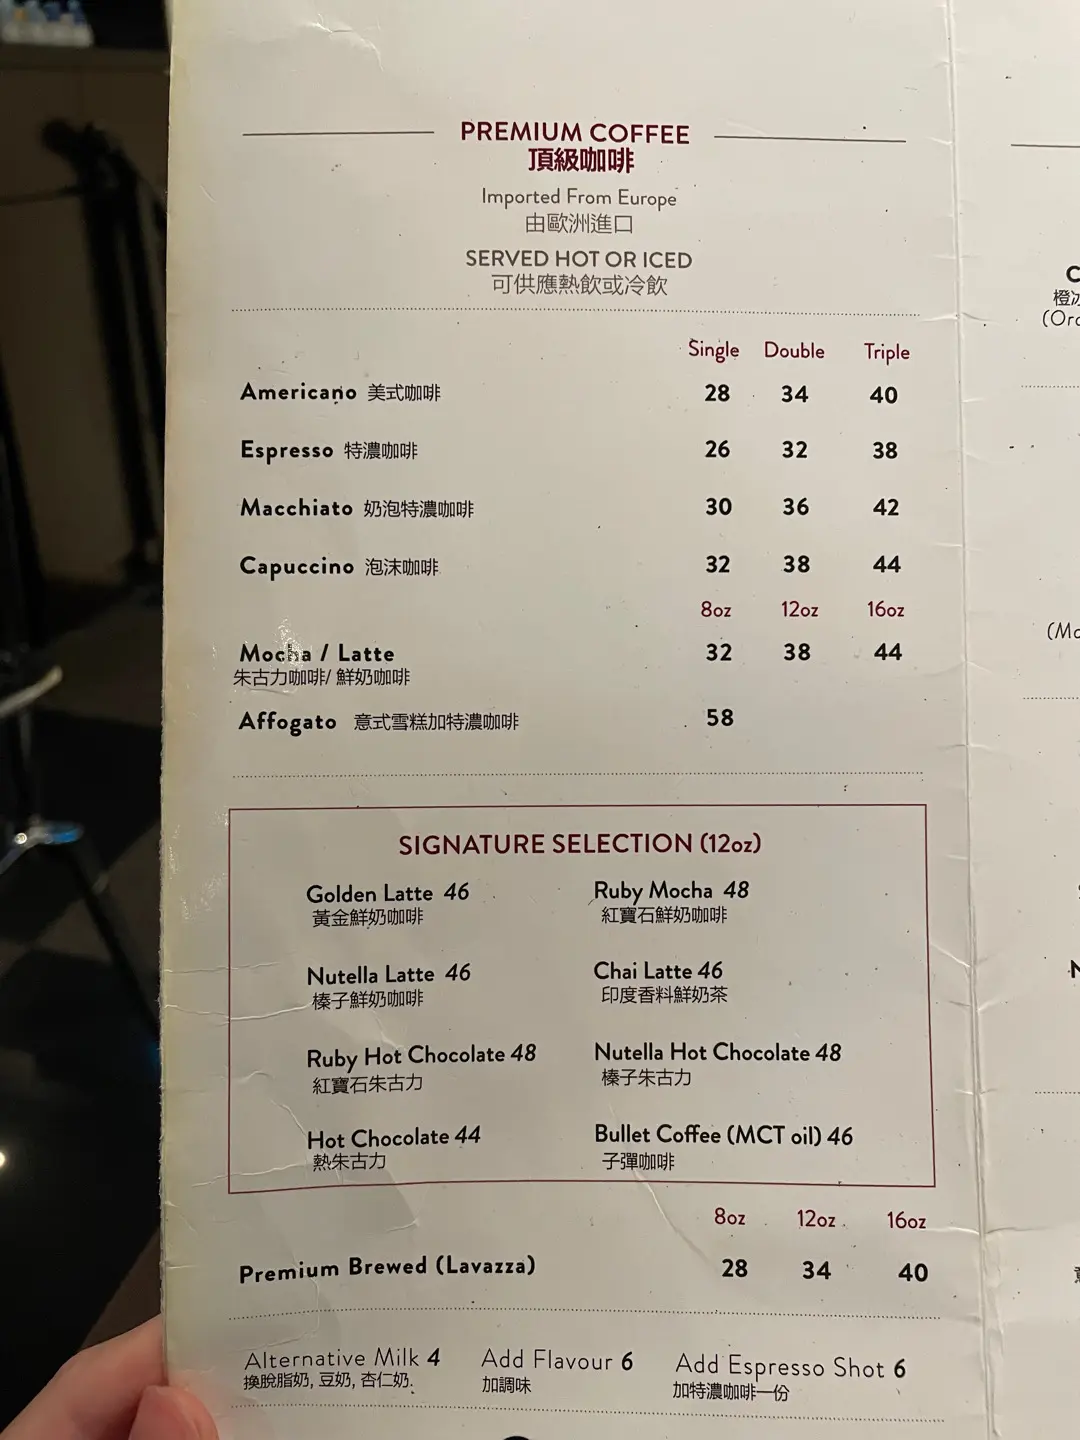 PREMIUM COFFEE
頂級咖啡
Imported From Europe
由歐洲進口
SERVED HOT OR ICED
可供應熱飲或冷飲
Single Double Triple
Americano 美式咖啡 28 34 40
Espresso 特濃咖啡 26 32 38
Macchiato 奶泡特濃咖啡 30 36 42
Capuccino 泡沫咖啡 32 38 44
8oz 12oz 16oz
Mocha / Latte 32 38 44
朱古力咖啡/ 鮮奶咖啡
Affogato 意式雪糕加特濃咖啡 58
SIGNATURE SELECTION (12oz)
Golden Latte 46 Ruby Mocha 48
黃金鮮奶咖啡 紅寶石鮮奶咖啡
Nutella Latte 46 Chai Latte 46
榛子鮮奶咖啡 印度香料鮮奶茶
Ruby Hot Chocolate 48 Nutella Hot Chocolate 48
紅寶石朱古力 榛子朱古力
Hot Chocolate 44 Bullet Coffee (MCT oil) 46
熱朱古力 子彈咖啡
8oz 12oz 16oz
Premium Brewed (Lavazza) 28 34 40
Alternative Milk 4 Add Flavour 6 Add Espresso Shot 6
換脫脂奶, 豆奶, 杏仁奶. 加調味 加特濃咖啡一份